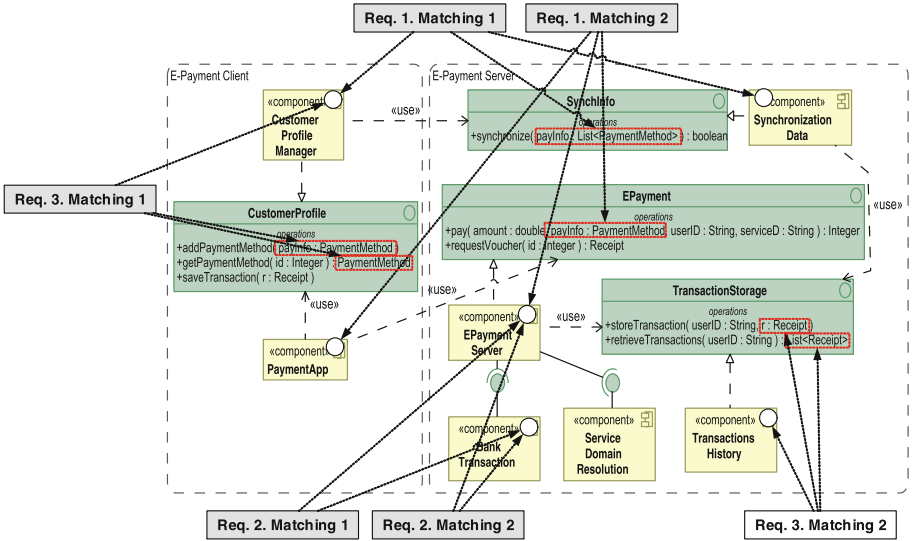 Req. 1. Matching 1
Req. 1. Matching 2
E-Payment Client
E-Payment Server
«component»
Customer
Profile
Manager
«use»
SynchInfo
operations
+synchronize( payInfo : List<PaymentMethod> ) : boolean
«component»
Synchronization
Data
Req. 3. Matching 1
CustomerProfile
operations
+addPaymentMethod( payInfo : PaymentMethod )
+getPaymentMethod( id : Integer ) : PaymentMethod
+saveTransaction( r : Receipt )
EPayment
operations
+pay( amount : double, payInfo : PaymentMethod, userID : String, serviceD : String ) : Integer
+requestVoucher( id : Integer ) : Receipt
«use»
«use»
«use»
TransactionStorage
operations
+storeTransaction( userID : String, r : Receipt )
+retrieveTransactions( userID : String ) : List<Receipt>
«component»
EPayment
Server
«use»
«component»
PaymentApp
«component»
Bank
Transaction
«component»
Service
Domain
Resolution
«component»
Transactions
History
Req. 2. Matching 1
Req. 2. Matching 2
Req. 3. Matching 2